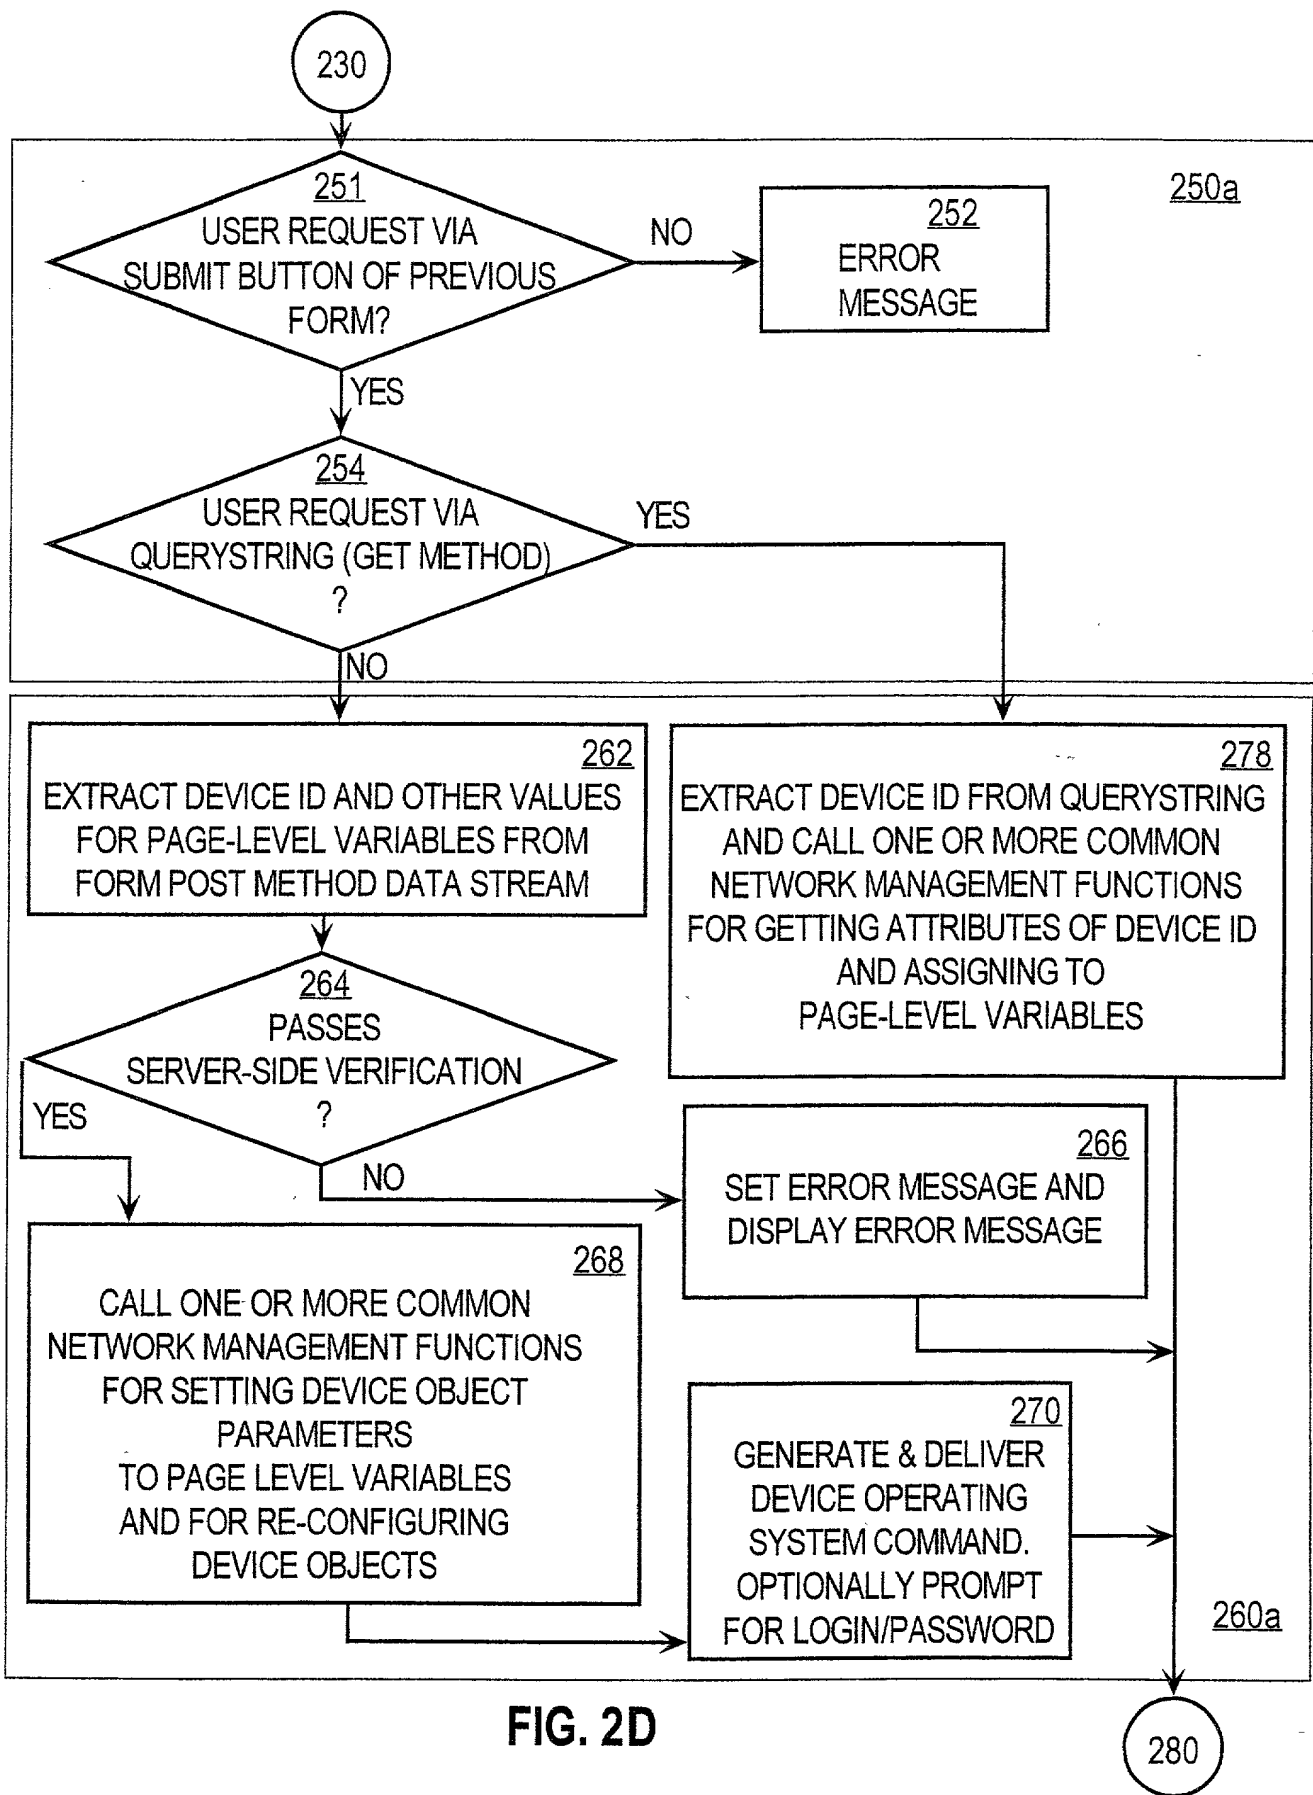 230
250a
251
USER REQUEST VIA
SUBMIT BUTTON OF PREVIOUS
FORM?
NO
252
ERROR
MESSAGE
YES
254
USER REQUEST VIA
QUERYSTRING (GET METHOD)
?
YES
NO
262
EXTRACT DEVICE ID AND OTHER VALUES
FOR PAGE-LEVEL VARIABLES FROM
FORM POST METHOD DATA STREAM
278
EXTRACT DEVICE ID FROM QUERYSTRING
AND CALL ONE OR MORE COMMON
NETWORK MANAGEMENT FUNCTIONS
FOR GETTING ATTRIBUTES OF DEVICE ID
AND ASSIGNING TO
PAGE-LEVEL VARIABLES
264
PASSES
SERVER-SIDE VERIFICATION
?
YES
NO
266
SET ERROR MESSAGE AND
DISPLAY ERROR MESSAGE
268
CALL ONE OR MORE COMMON
NETWORK MANAGEMENT FUNCTIONS
FOR SETTING DEVICE OBJECT
PARAMETERS
TO PAGE LEVEL VARIABLES
AND FOR RE-CONFIGURING
DEVICE OBJECTS
270
GENERATE & DELIVER
DEVICE OPERATING
SYSTEM COMMAND.
OPTIONALLY PROMPT
FOR LOGIN/PASSWORD
260a
FIG. 2D
280